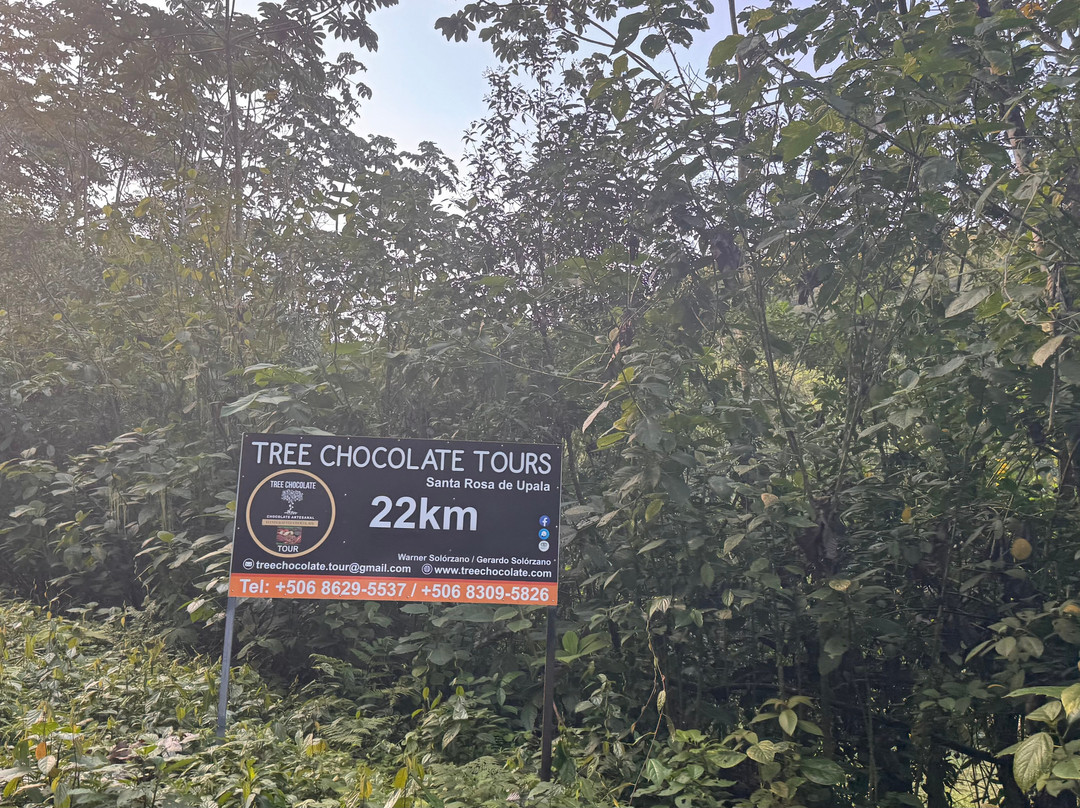 TREE CHOCOLATE TOURS
Santa Rosa de Upala
TREE CHOCOLATE
CHOCOLATE ARTESANAL
TOUR
22km
Warner Solórzano / Gerardo Solórzano
treechocolate.tour@gmail.com www.treechocolate.com
Tel: +506 8629-5537 / +506 8309-5826